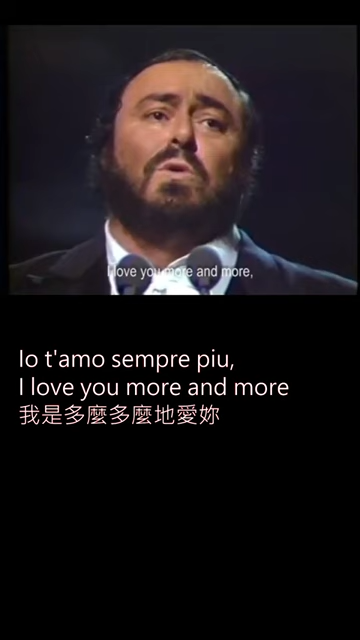 I love you more and more,
Io t'amo sempre piu,
I love you more and more
我是多麼多麼地愛妳